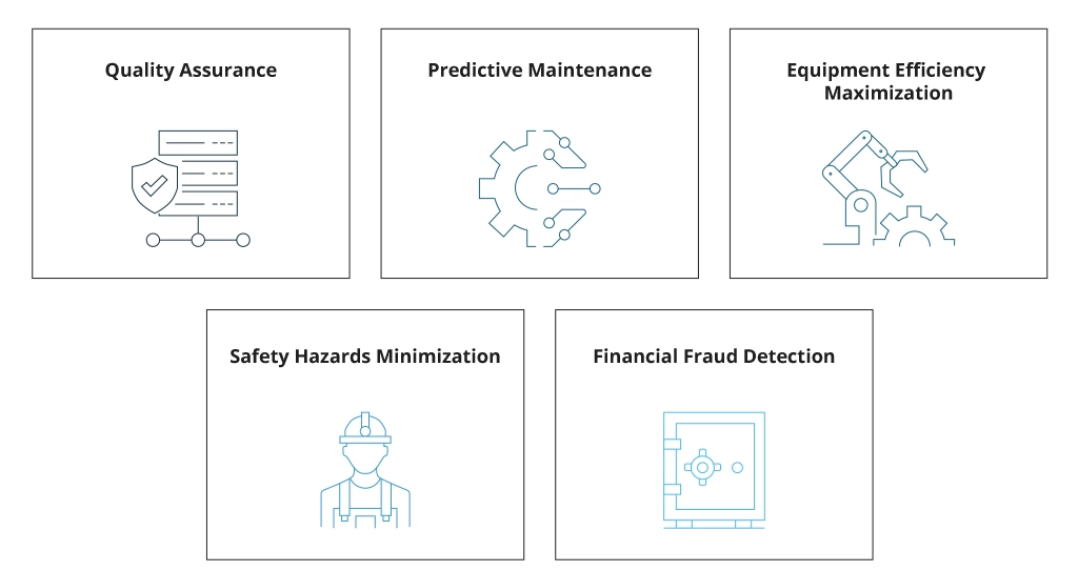 Quality Assurance
Predictive Maintenance
Equipment Efficiency
Maximization
Safety Hazards Minimization
Financial Fraud Detection